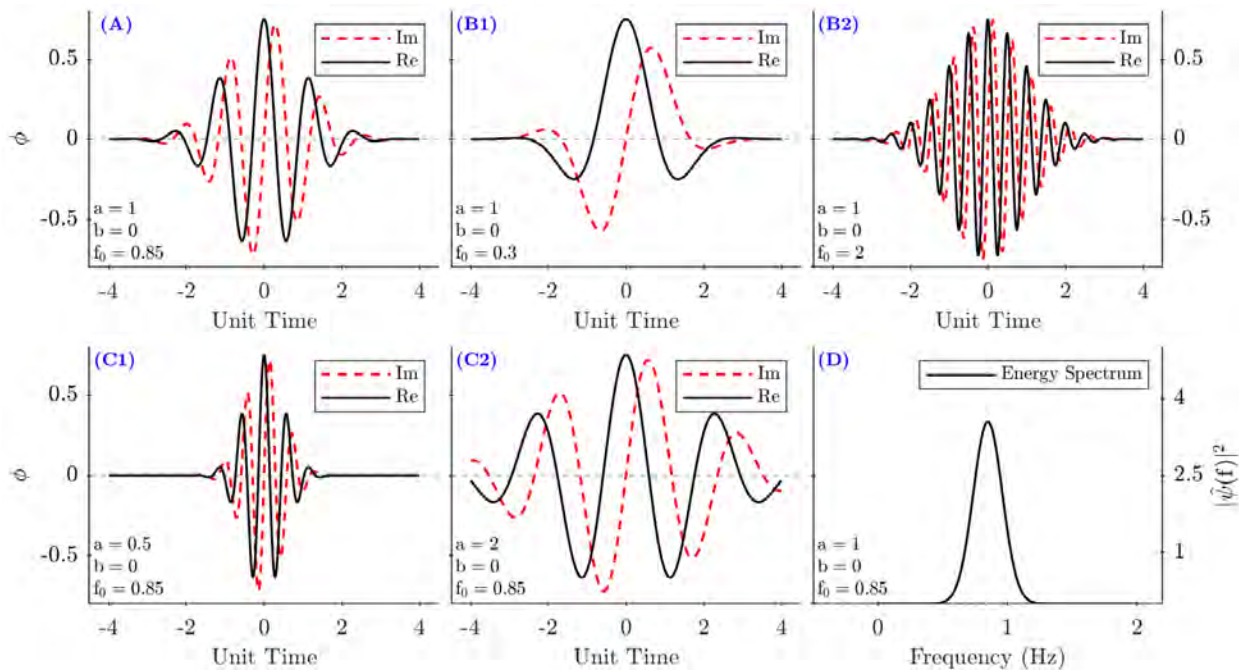 (A)
Im
Re
0.5
0
-0.5
ϕ
a = 1
b = 0
f₀ = 0.85
-4 -2 0 2 4
Unit Time
(B1)
Im
Re
a = 1
b = 0
f₀ = 0.3
-4 -2 0 2 4
Unit Time
(B2)
Im
Re
0.5
0
-0.5
a = 1
b = 0
f₀ = 2
-4 -2 0 2 4
Unit Time
(C1)
Im
Re
0.5
0
-0.5
ϕ
a = 0.5
b = 0
f₀ = 0.85
-4 -2 0 2 4
Unit Time
(C2)
Im
Re
a = 2
b = 0
f₀ = 0.85
-4 -2 0 2 4
Unit Time
(D)
Energy Spectrum
4
2.5
1
|ψ̂(f)|²
a = 1
b = 0
f₀ = 0.85
0 1 2
Frequency (Hz)